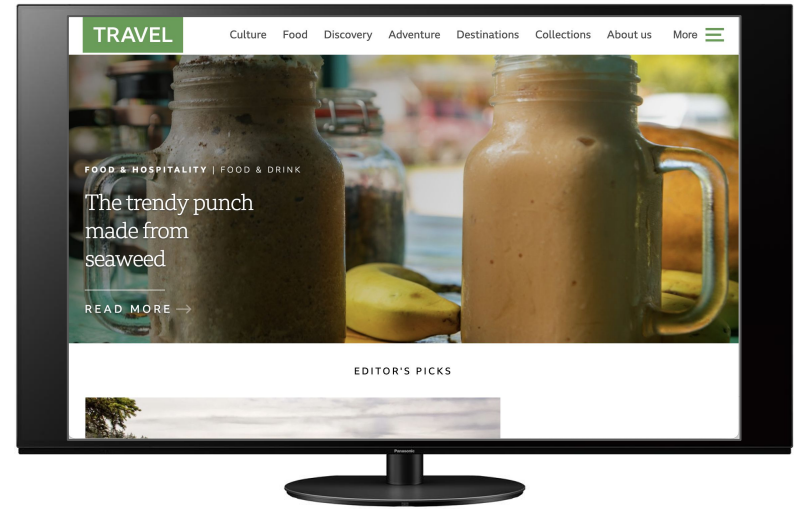 TRAVEL
Culture Food Discovery Adventure Destinations Collections About us More
FOOD & HOSPITALITY | FOOD & DRINK
The trendy punch
made from
seaweed
READ MORE
EDITOR'S PICKS
Panasonic